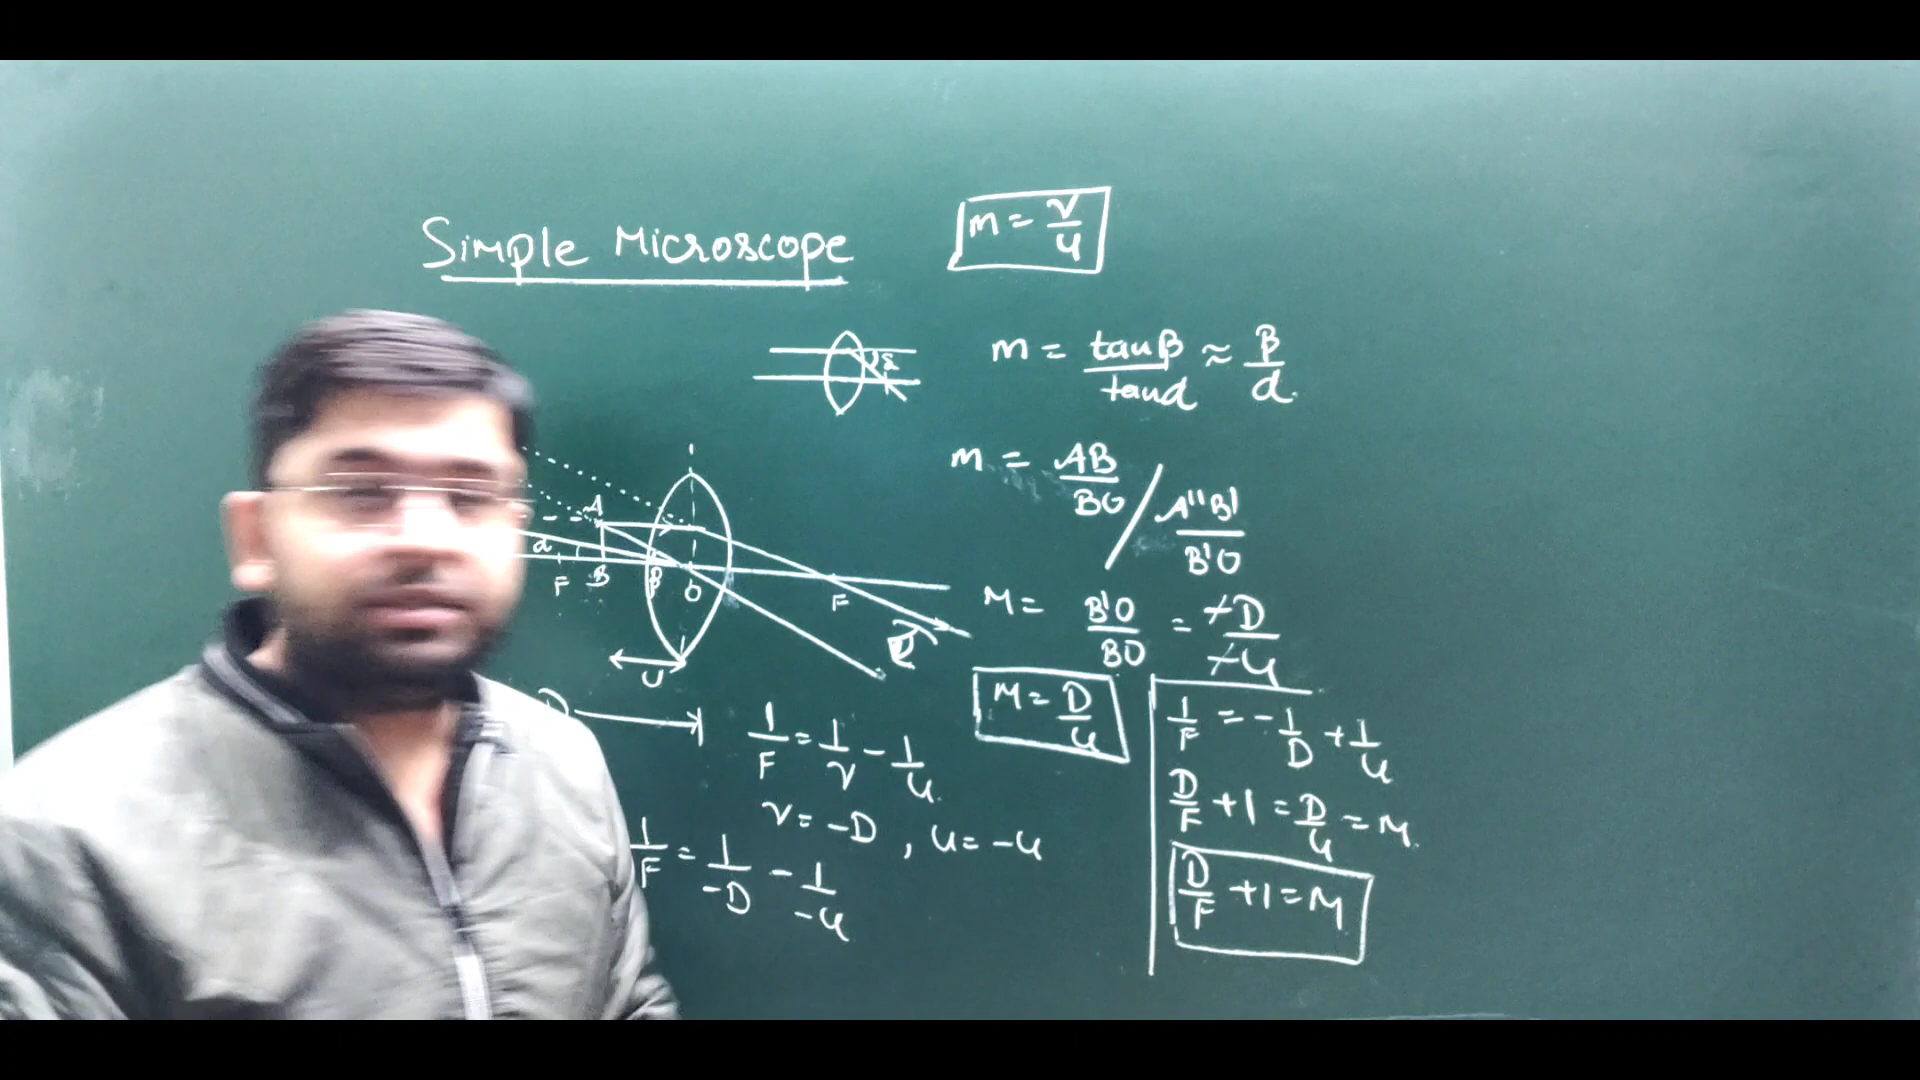 Simple Microscope
m = v/u
m = tanβ/tanα ≈ β/α.
m = AB/BO / A''B'/B'O
M = B'O/BO = -D/-u
M = D/u
A
α
F B β O F
u
D
1/F = 1/v - 1/u.
v = -D, u = -u
1/F = 1/-D - 1/-u
1/F = -1/D + 1/u
D/F + 1 = D/u = M.
D/F + 1 = M